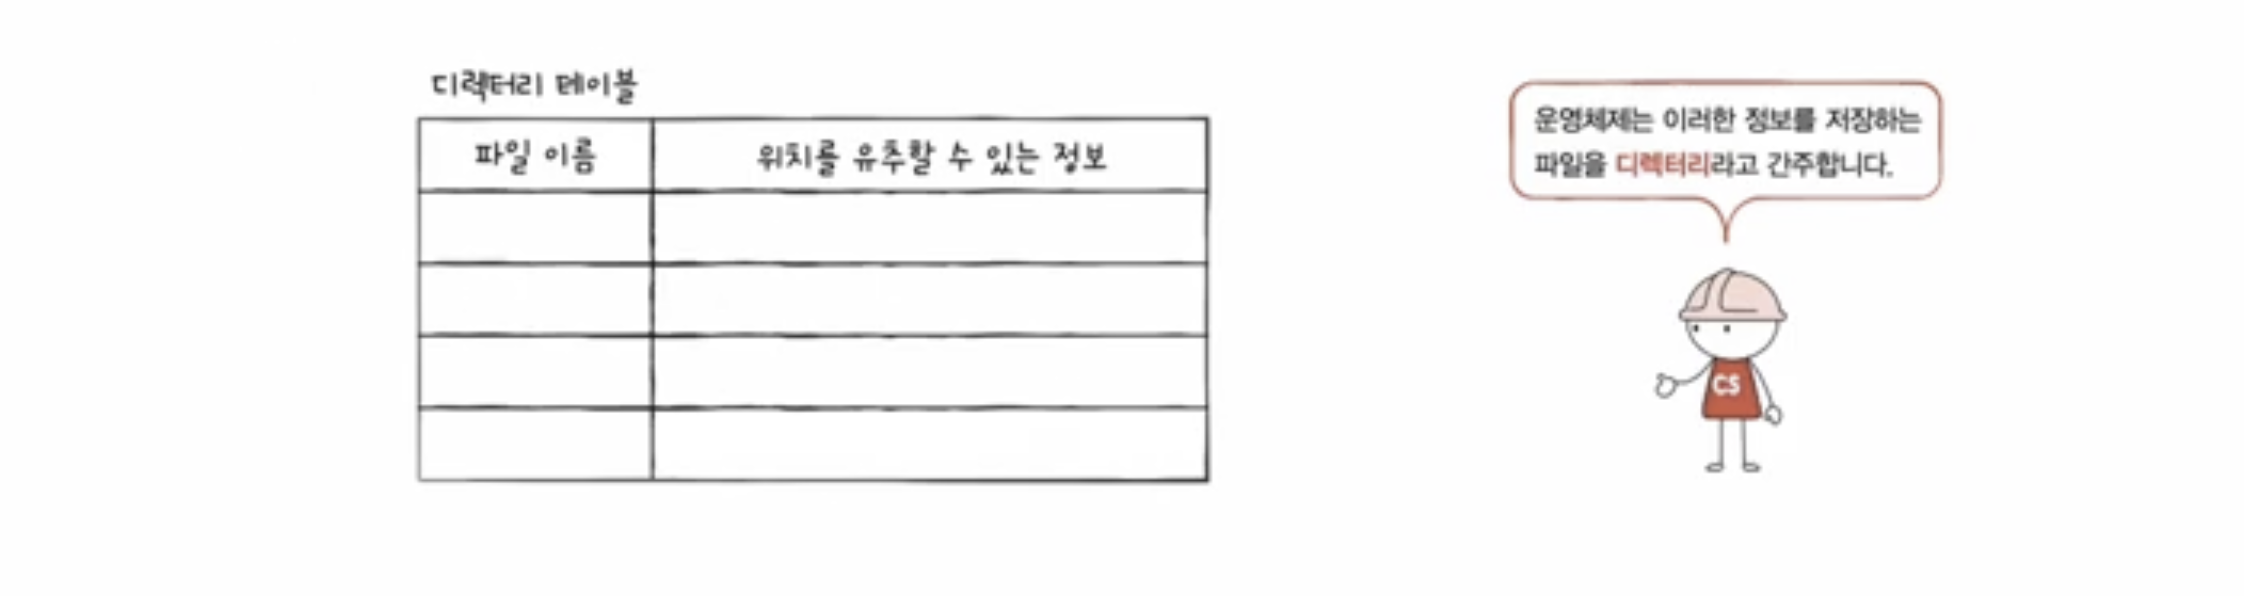 디렉터리 테이블
파일 이름
위치를 유추할 수 있는 정보
운영체제는 이러한 정보를 저장하는
파일을 디렉터리라고 간주합니다.
CS